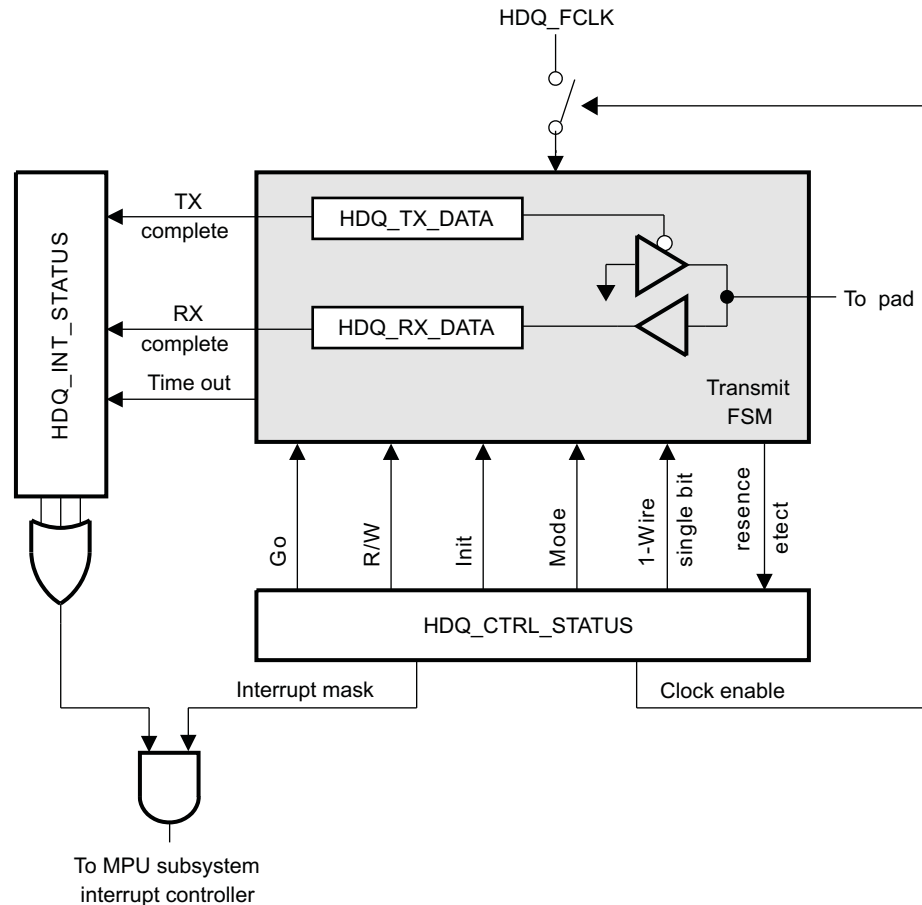 HDQ_FCLK
TX
complete
HDQ_TX_DATA
HDQ_INT_STATUS
RX
complete
HDQ_RX_DATA
To pad
Time out
Transmit
FSM
Go
R/W
Init
Mode
1-Wire
single bit
resence
etect
HDQ_CTRL_STATUS
Interrupt mask
Clock enable
To MPU subsystem
interrupt controller